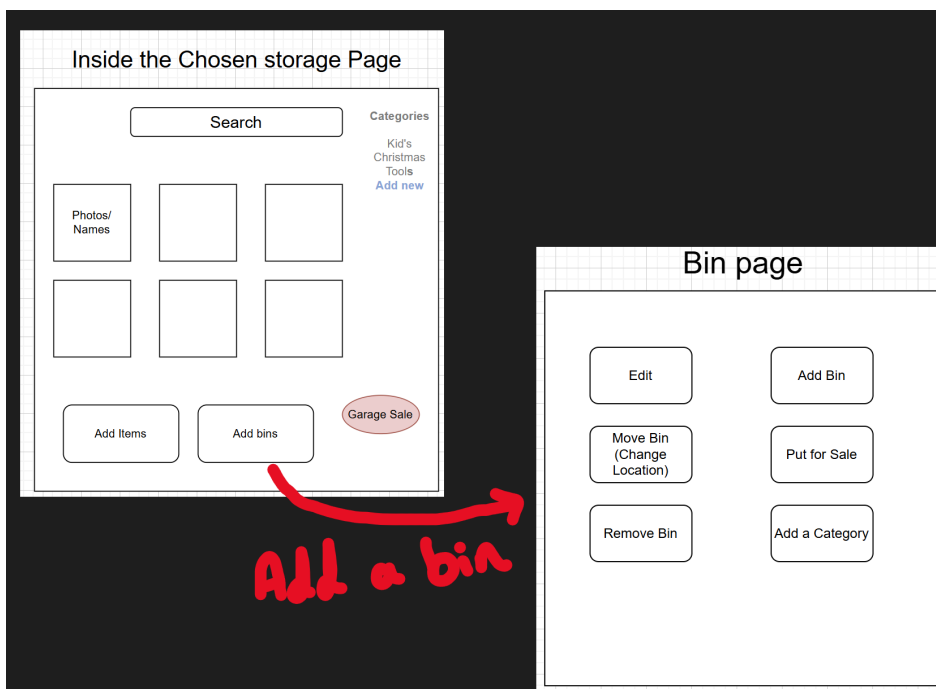 Inside the Chosen storage Page
Search
Categories
Kid's
Christmas
Tools
Add new
Photos/
Names
Add Items
Add bins
Garage Sale
Add a bin
Bin page
Edit
Add Bin
Move Bin
(Change
Location)
Put for Sale
Remove Bin
Add a Category